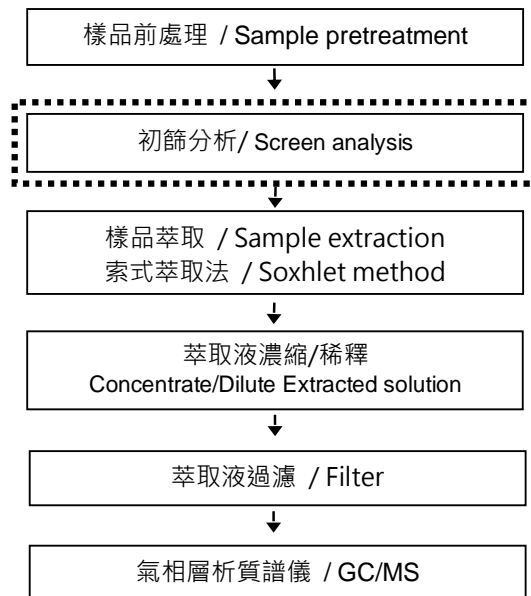 樣品前處理 / Sample pretreatment
初篩分析/ Screen analysis
樣品萃取 / Sample extraction
索式萃取法 / Soxhlet method
萃取液濃縮/稀釋
Concentrate/Dilute Extracted solution
萃取液過濾 / Filter
氣相層析質譜儀 / GC/MS